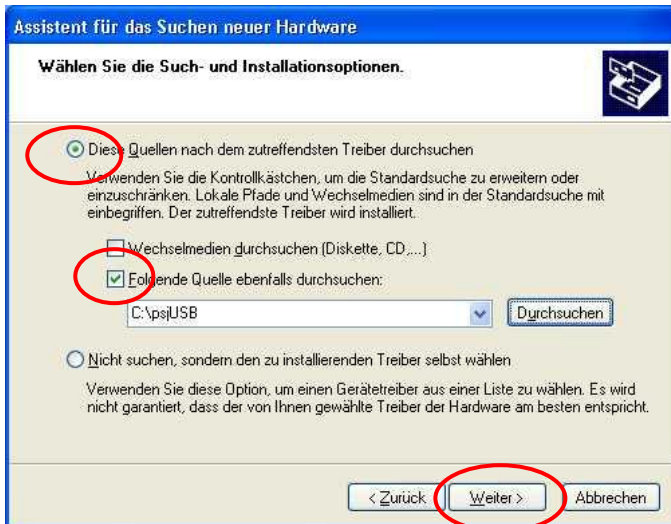 Assistent für das Suchen neuer Hardware
Wählen Sie die Such- und Installationsoptionen.
Diese Quellen nach dem zutreffendsten Treiber durchsuchen
Verwenden Sie die Kontrollkästchen, um die Standardsuche zu erweitern oder
einzuschränken. Lokale Pfade und Wechselmedien sind in der Standardsuche mit
einbegriffen. Der zutreffendste Treiber wird installiert.
Wechselmedien durchsuchen (Diskette, CD,...)
Folgende Quelle ebenfalls durchsuchen:
C:\psjUSB
Durchsuchen
Nicht suchen, sondern den zu installierenden Treiber selbst wählen
Verwenden Sie diese Option, um einen Gerätetreiber aus einer Liste zu wählen. Es wird
nicht garantiert, dass der von Ihnen gewählte Treiber der Hardware am besten entspricht.
< Zurück Weiter > Abbrechen